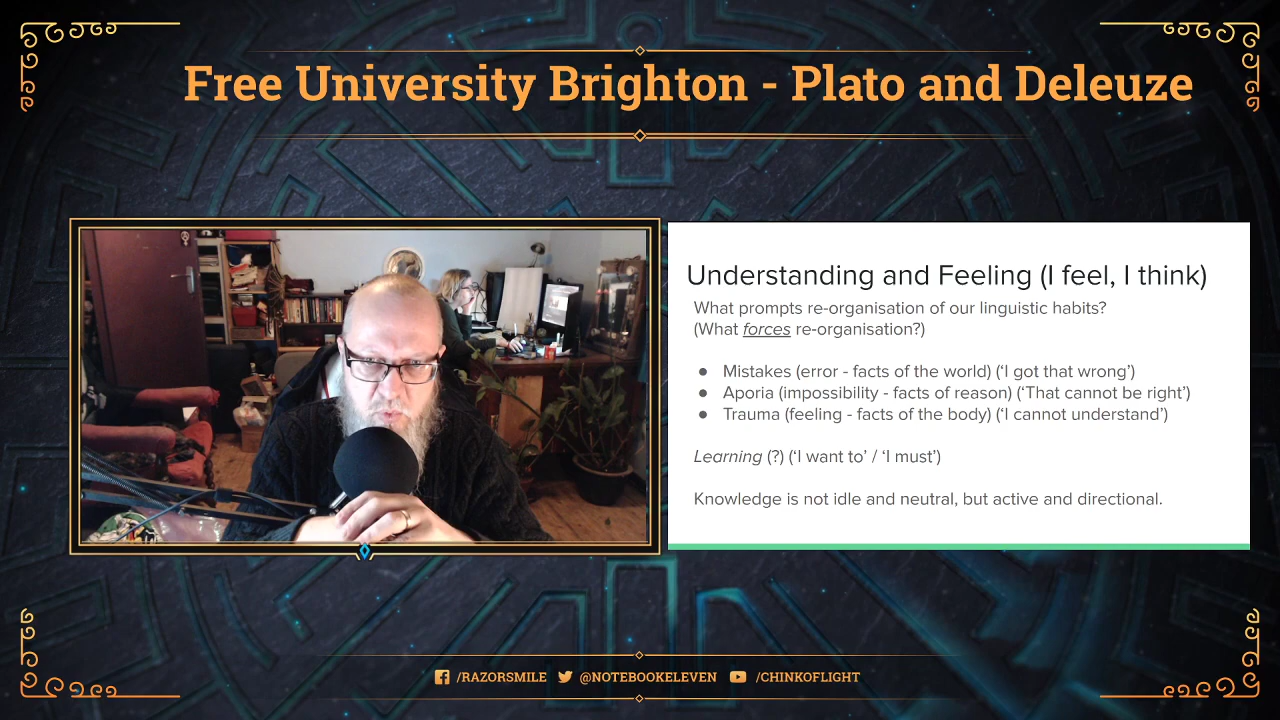 Free University Brighton - Plato and Deleuze
Understanding and Feeling (I feel, I think)
What prompts re-organisation of our linguistic habits?
(What forces re-organisation?)
● Mistakes (error - facts of the world) (‘I got that wrong’)
● Aporia (impossibility - facts of reason) (‘That cannot be right’)
● Trauma (feeling - facts of the body) (‘I cannot understand’)
Learning (?) (‘I want to’ / ‘I must’)
Knowledge is not idle and neutral, but active and directional.
/RAZORSMILE @NOTEBOOKELEVEN /CHINKOFLIGHT